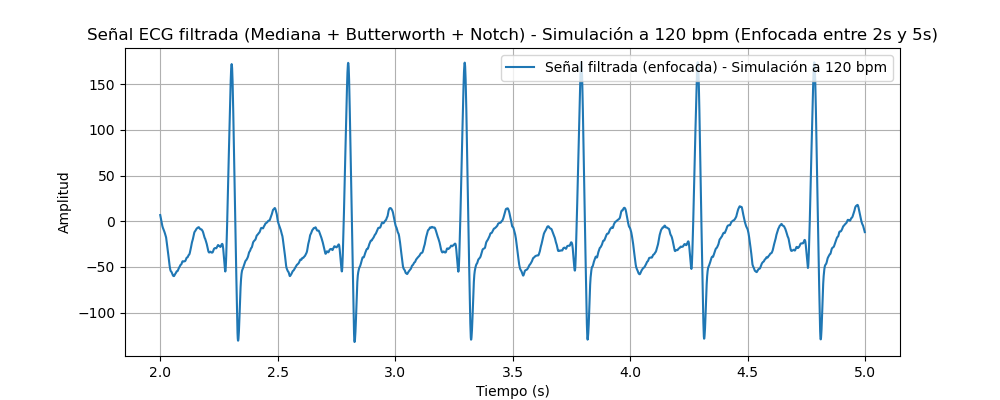 Señal ECG filtrada (Mediana + Butterworth + Notch) - Simulación a 120 bpm (Enfocada entre 2s y 5s)
Señal filtrada (enfocada) - Simulación a 120 bpm
150
100
50
0
−50
−100
Amplitud
2.0 2.5 3.0 3.5 4.0 4.5 5.0
Tiempo (s)